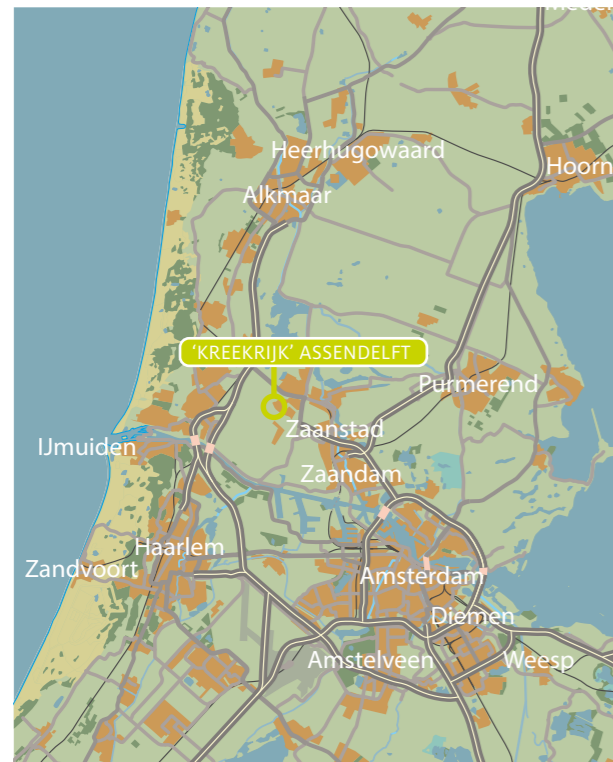 Heerhugowaard
Hoorn
Alkmaar
'KREEKRIJK' ASSENDELFT
Purmerend
Zaanstad
IJmuiden
Zaandam
Haarlem
Zandvoort
Amsterdam
Diemen
Amstelveen
Weesp